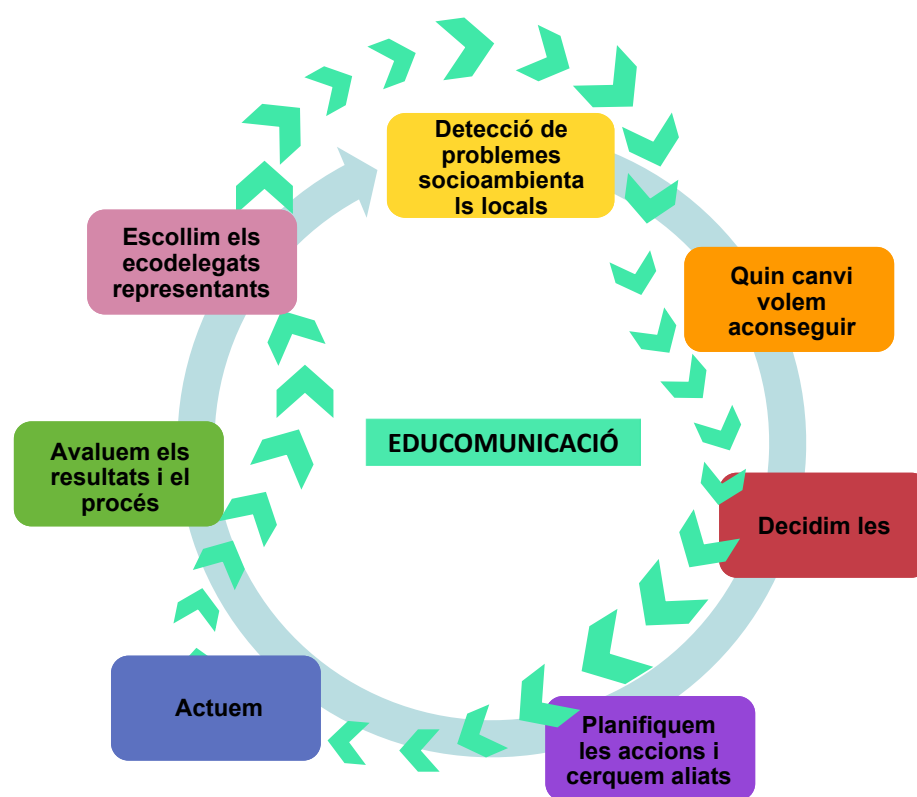 Detecció de
problemes
socioambienta
ls locals
Quin canvi
volem
aconseguir
Decidim les
Planifiquem
les accions i
cerquem aliats
Actuem
Avaluem els
resultats i el
procés
Escollim els
ecodelegats
representants
EDUCOMUNICACIÓ